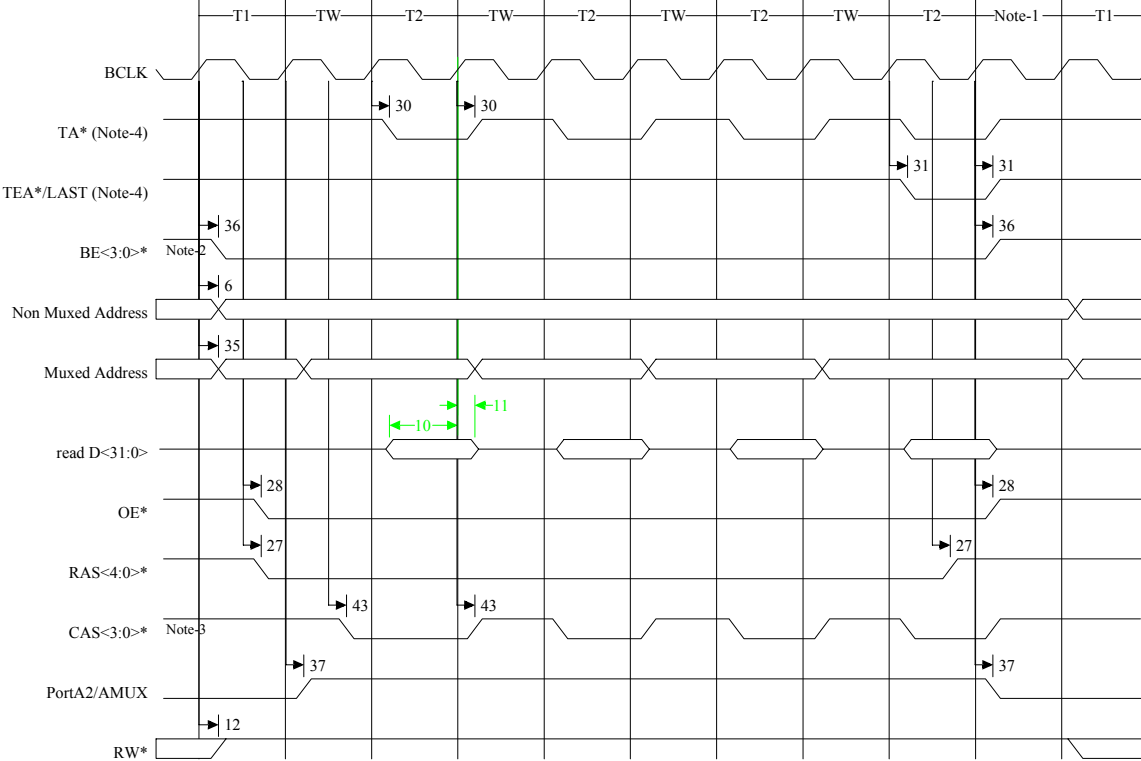 T1 TW T2 TW T2 TW T2 TW T2 Note-1 T1
BCLK
30 30
TA* (Note-4)
31 31
TEA*/LAST (Note-4)
36 36
BE<3:0>* Note-2
6
Non Muxed Address
35
Muxed Address
11
10
read D<31:0>
28 28
OE*
27 27
RAS<4:0>*
43 43
CAS<3:0>* Note-3
37 37
PortA2/AMUX
12
RW*